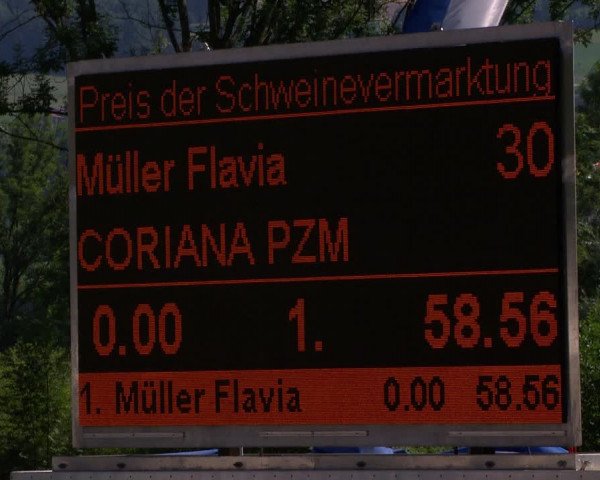 Preis der Schweinevermarktung
Müller Flavia 30
CORIANA PZM
0.00 1. 58.56
1. Müller Flavia 0.00 58.56